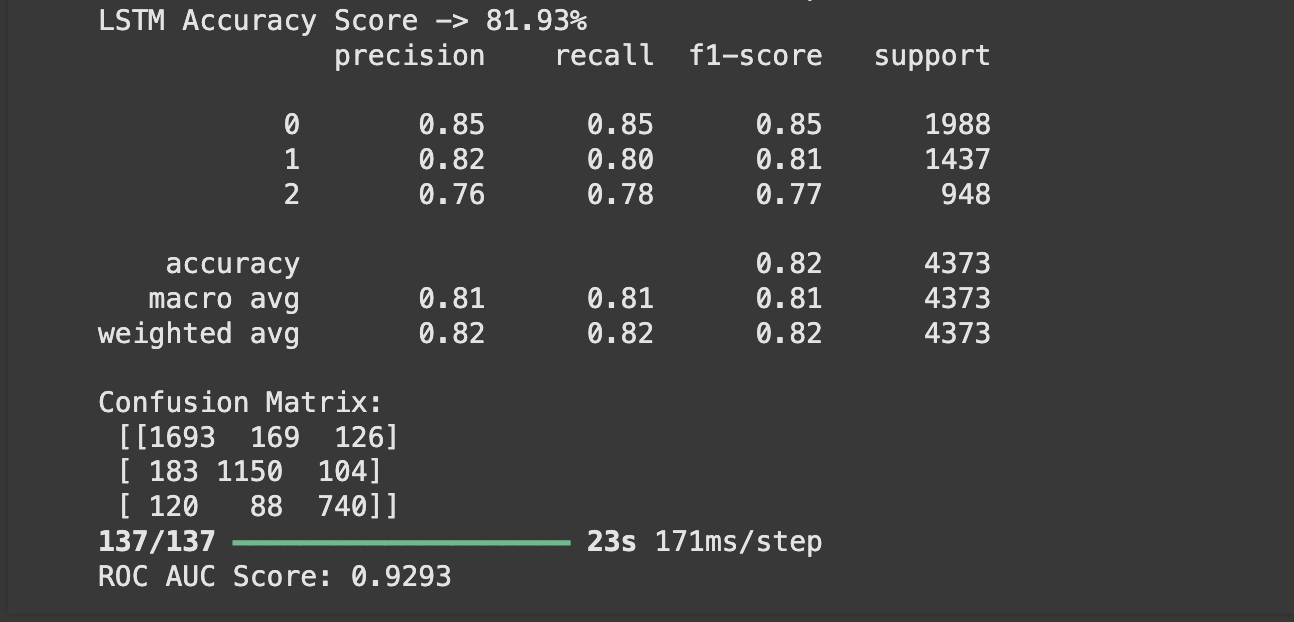 LSTM Accuracy Score -> 81.93%
precision recall f1-score support
0 0.85 0.85 0.85 1988
1 0.82 0.80 0.81 1437
2 0.76 0.78 0.77 948
accuracy 0.82 4373
macro avg 0.81 0.81 0.81 4373
weighted avg 0.82 0.82 0.82 4373
Confusion Matrix:
[[1693 169 126]
[ 183 1150 104]
[ 120 88 740]]
137/137 ━━━━━━━━━━━━━━━━━━━━ 23s 171ms/step
ROC AUC Score: 0.9293